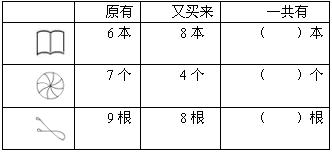 原有 又买来 一共有
6本 8本 （ ）本
7个 4个 （ ）个
9根 8根 （ ）根